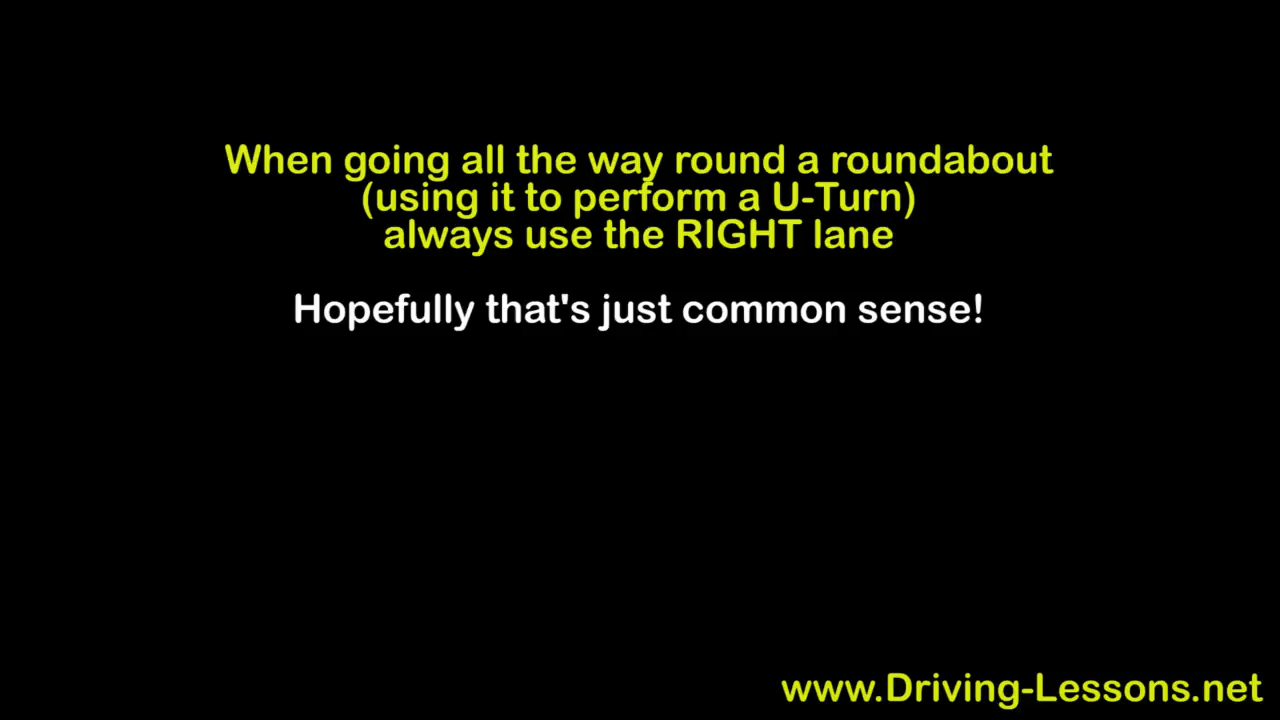 When going all the way round a roundabout
(using it to perform a U-Turn)
always use the RIGHT lane
Hopefully that's just common sense!
www.Driving-Lessons.net